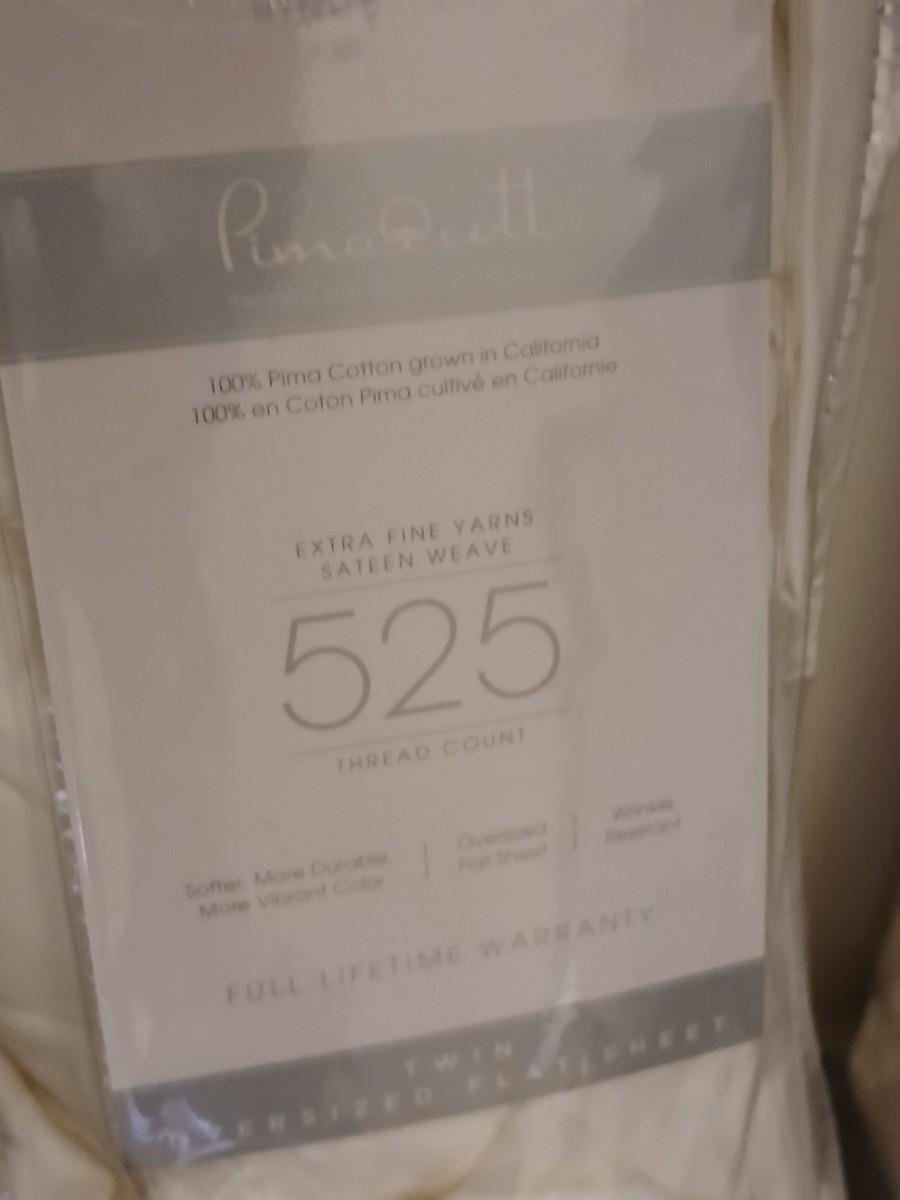 PimaCott
100% Pima Cotton grown in California
100% en Coton Pima cultivé en Californie
EXTRA FINE YARNS
SATEEN WEAVE
525
THREAD COUNT
Softer, More Durable
More Vibrant Color
Oversized
Flat Sheet
Wrinkle
Resistant
FULL LIFETIME WARRANTY
TWIN
OVERSIZED FLAT SHEET